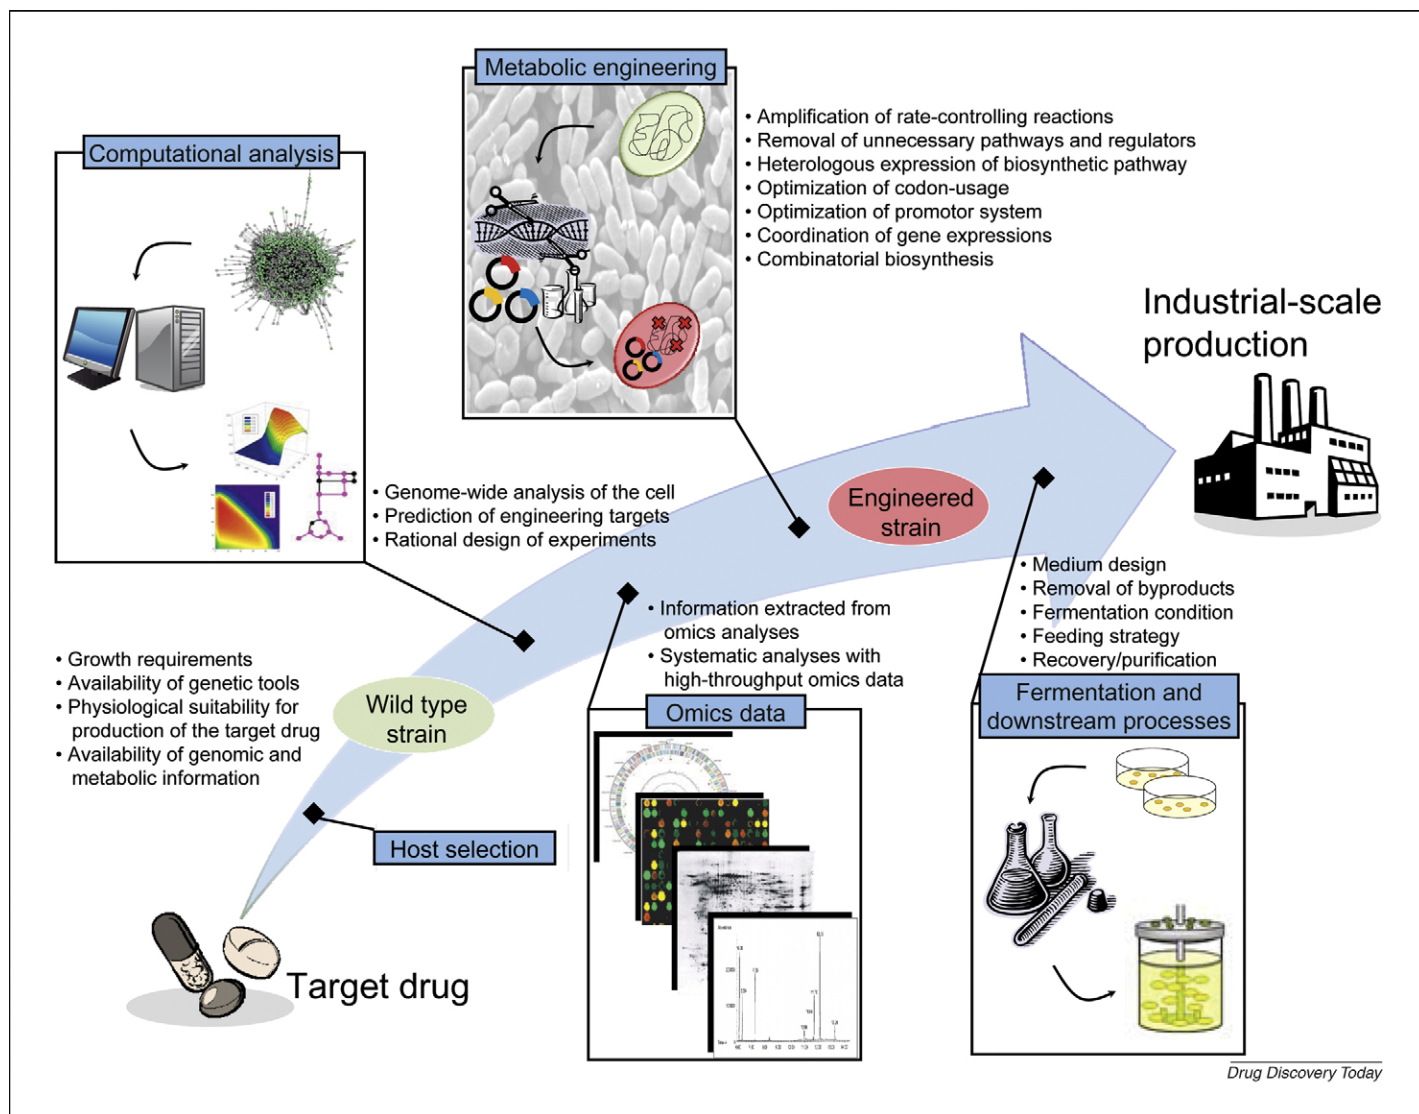 Metabolic engineering
• Amplification of rate-controlling reactions
• Removal of unnecessary pathways and regulators
• Heterologous expression of biosynthetic pathway
• Optimization of codon-usage
• Optimization of promotor system
• Coordination of gene expressions
• Combinatorial biosynthesis
Computational analysis
• Genome-wide analysis of the cell
• Prediction of engineering targets
• Rational design of experiments
Industrial-scale
production
Engineered
strain
• Medium design
• Removal of byproducts
• Fermentation condition
• Feeding strategy
• Recovery/purification
Fermentation and
downstream processes
• Information extracted from
omics analyses
• Systematic analyses with
high-throughput omics data
Omics data
• Growth requirements
• Availability of genetic tools
• Physiological suitability for
production of the target drug
• Availability of genomic and
metabolic information
Wild type
strain
Host selection
Target drug
Drug Discovery Today